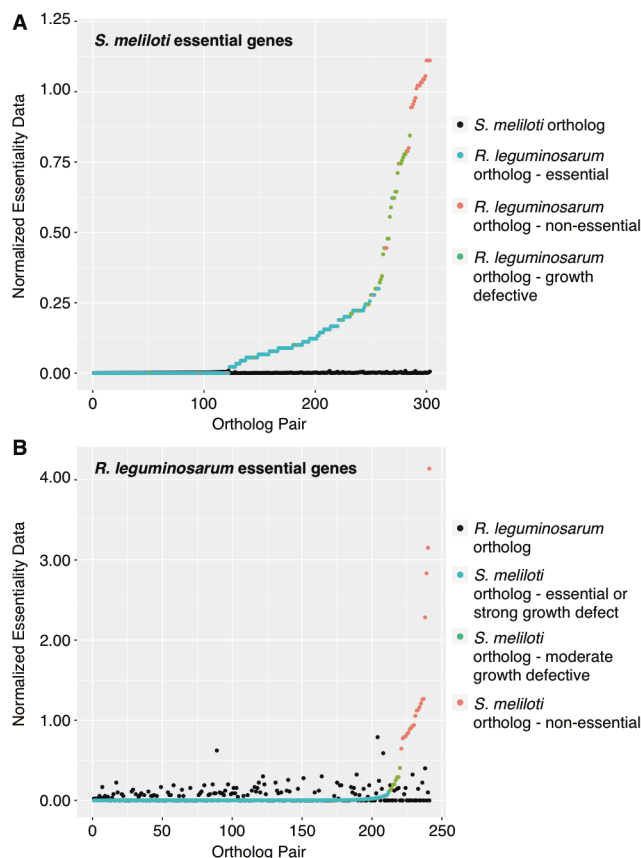 A
S. meliloti essential genes
Normalized Essentiality Data
1.25
1.00
0.75
0.50
0.25
0.00
0
100
200
300
Ortholog Pair
S. meliloti ortholog
R. leguminosarum
ortholog - essential
R. leguminosarum
ortholog - non-essential
R. leguminosarum
ortholog - growth
defective
B
R. leguminosarum essential genes
Normalized Essentiality Data
4.00
3.00
2.00
1.00
0.00
0
50
100
150
200
250
Ortholog Pair
R. leguminosarum
ortholog
S. meliloti
ortholog - essential or
strong growth defect
S. meliloti
ortholog - moderate
growth defective
S. meliloti
ortholog - non-essential